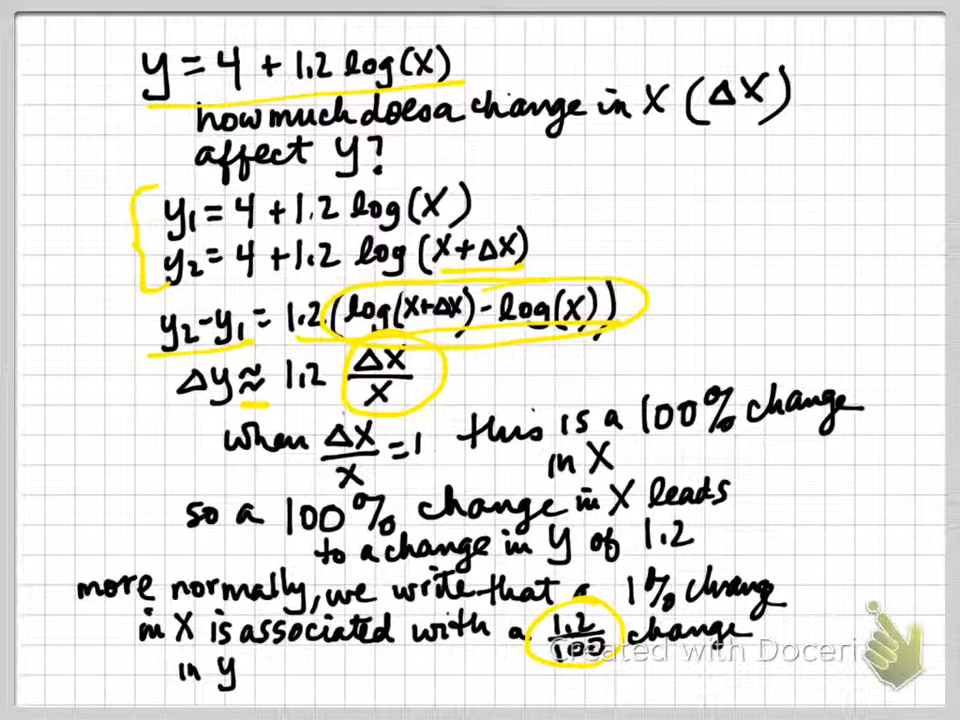 y = 4 + 1.2 log(x)
how much does a change in X (ΔX)
affect Y?
y₁ = 4 + 1.2 log(X)
y₂ = 4 + 1.2 log (X+ΔX)
y₂-y₁ = 1.2 (log(X+ΔX) - log(X))
Δy ≈ 1.2 ΔX/X
when ΔX/X = 1 this is a 100% change
in X
so a 100% change in X leads
to a change in Y of 1.2
more normally, we write that a 1% chang
in X is associated with a 1.2/100 change
in y
Created with Doceri